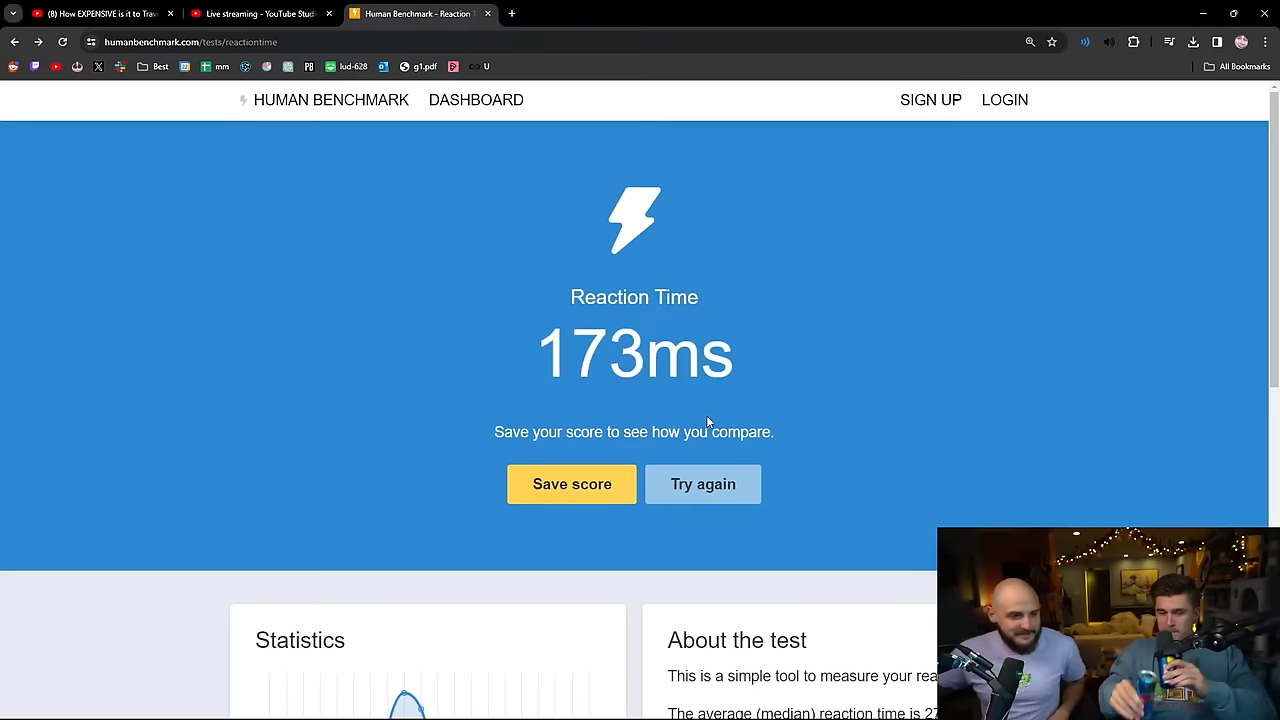 (8) How EXPENSIVE is it to Trav
Live streaming - YouTube Stud
Human Benchmark - Reaction T
humanbenchmark.com/tests/reactiontime
Best
mm
lud-628
g1.pdf
U
All Bookmarks
HUMAN BENCHMARK
DASHBOARD
SIGN UP
LOGIN
Reaction Time
173ms
Save your score to see how you compare.
Save score
Try again
Statistics
About the test
This is a simple tool to measure your rea
The average (median) reaction time is 27